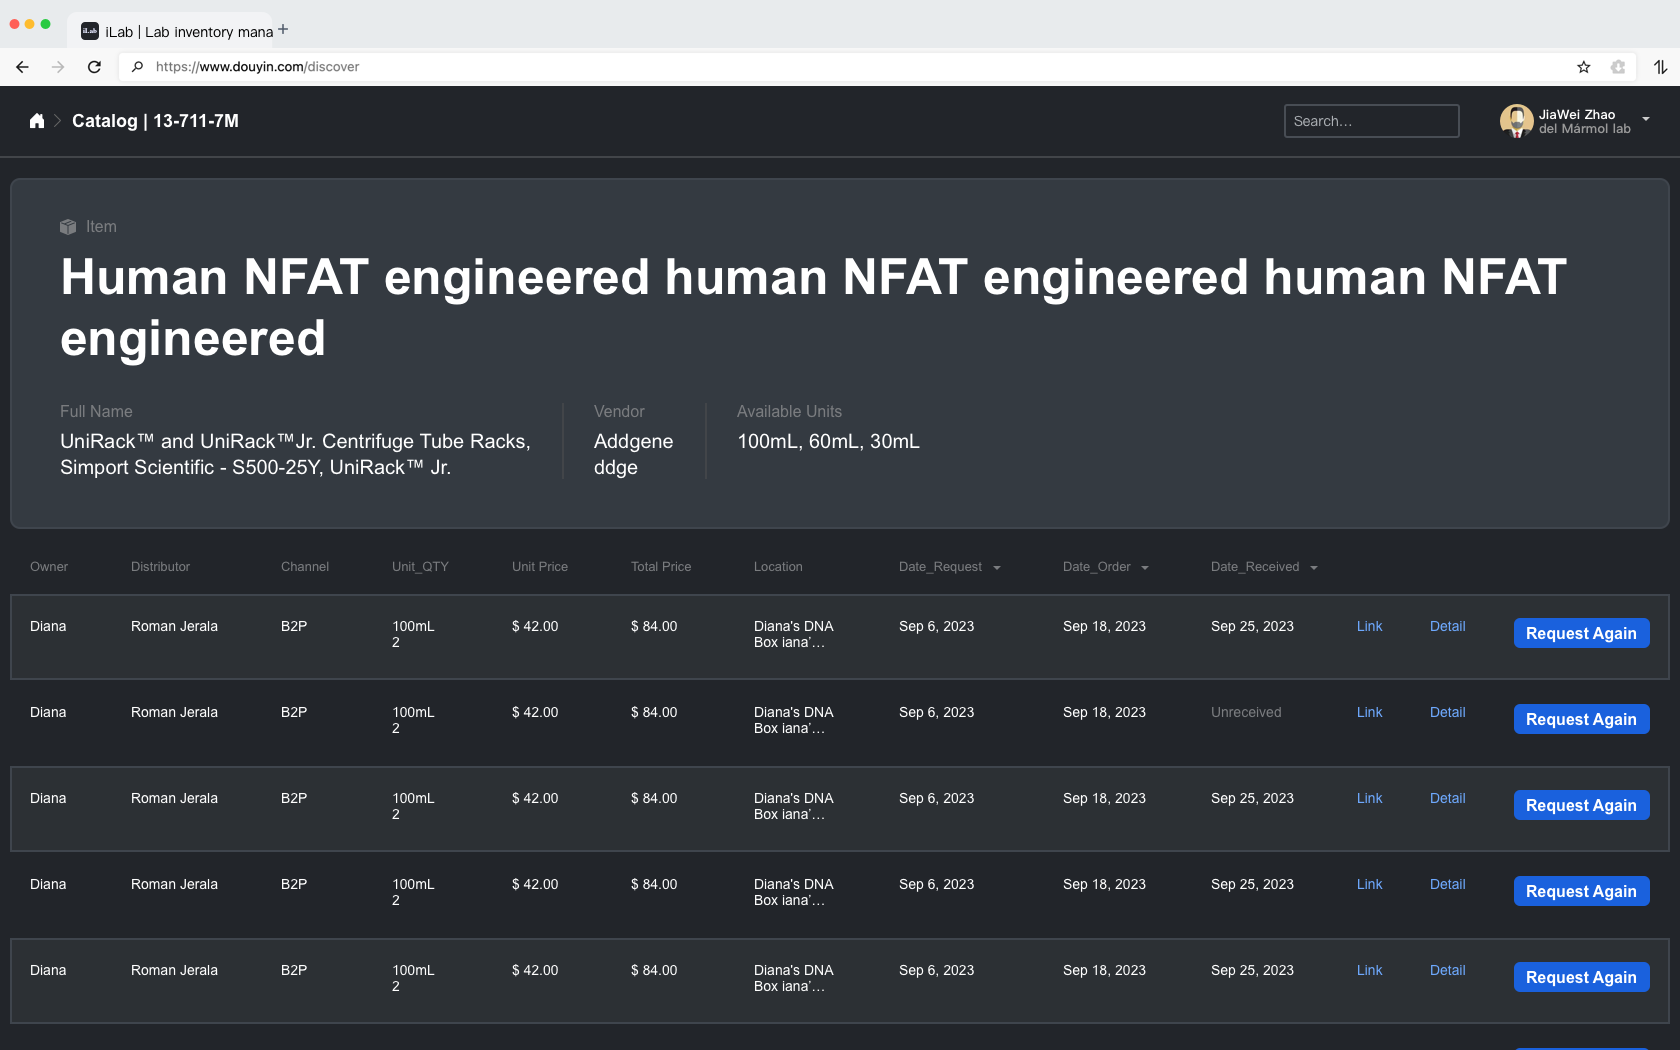 iLab iLab | Lab inventory mana
https://www.douyin.com/discover
Catalog | 13-711-7M
Search...
JiaWei Zhao
del Mármol lab
Item
Human NFAT engineered human NFAT engineered human NFAT
engineered
Full Name Vendor Available Units
UniRack™ and UniRack™Jr. Centrifuge Tube Racks, Addgene 100mL, 60mL, 30mL
Simport Scientific - S500-25Y, UniRack™ Jr. ddge
Owner Distributor Channel Unit_QTY Unit Price Total Price Location Date_Request Date_Order Date_Received
Diana Roman Jerala B2P 100mL $ 42.00 $ 84.00 Diana's DNA Sep 6, 2023 Sep 18, 2023 Sep 25, 2023 Link Detail Request Again
2 Box iana'...
Diana Roman Jerala B2P 100mL $ 42.00 $ 84.00 Diana's DNA Sep 6, 2023 Sep 18, 2023 Unreceived Link Detail Request Again
2 Box iana'...
Diana Roman Jerala B2P 100mL $ 42.00 $ 84.00 Diana's DNA Sep 6, 2023 Sep 18, 2023 Sep 25, 2023 Link Detail Request Again
2 Box iana'...
Diana Roman Jerala B2P 100mL $ 42.00 $ 84.00 Diana's DNA Sep 6, 2023 Sep 18, 2023 Sep 25, 2023 Link Detail Request Again
2 Box iana'...
Diana Roman Jerala B2P 100mL $ 42.00 $ 84.00 Diana's DNA Sep 6, 2023 Sep 18, 2023 Sep 25, 2023 Link Detail Request Again
2 Box iana'...